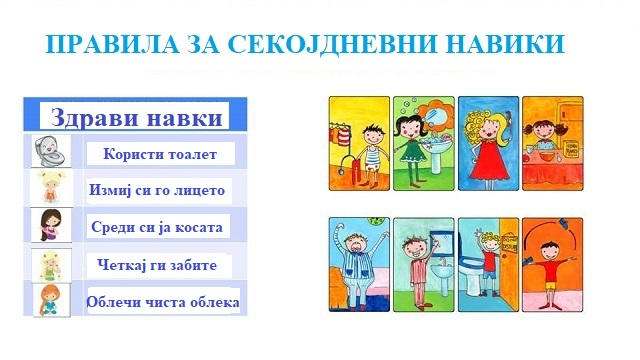 ПРАВИЛА ЗА СЕКОЈДНЕВНИ НАВИКИ
Здрави навки
Користи тоалет
Измиј си го лицето
Среди си ја косата
Четкај ги забите
Облечи чиста облека